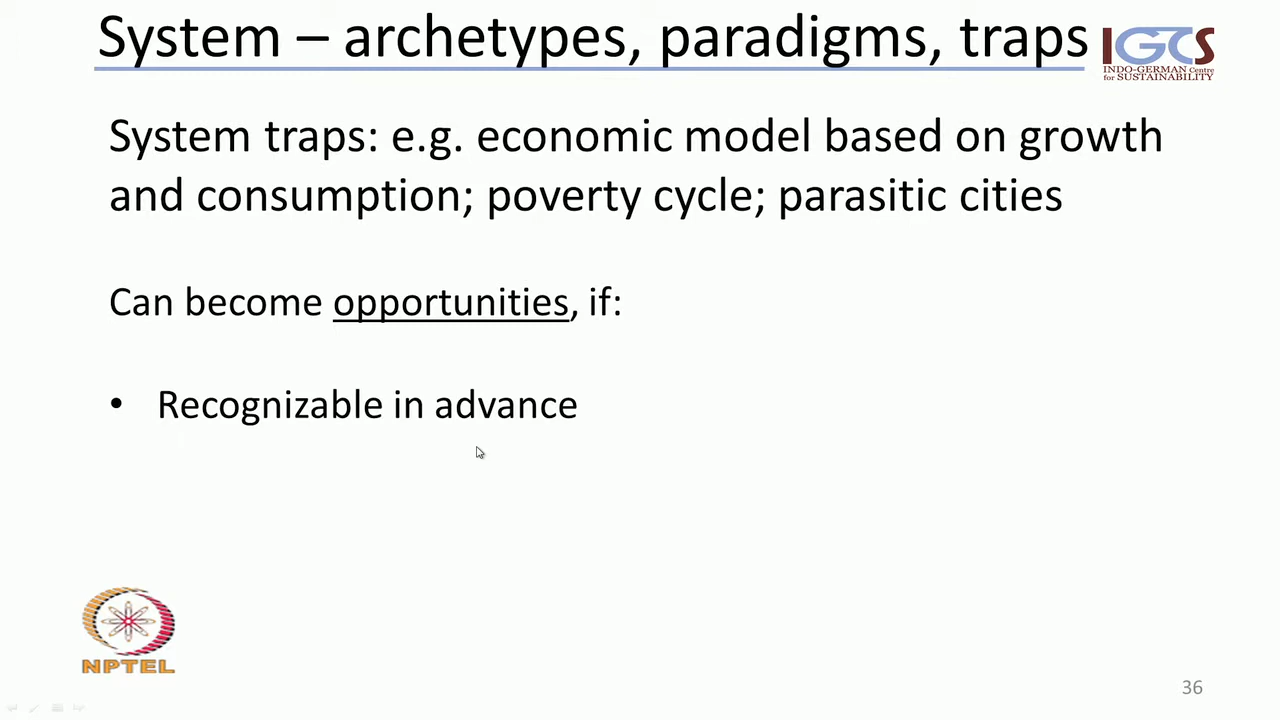 System – archetypes, paradigms, traps
IGCS
INDO-GERMAN Centre
for SUSTAINABILITY
System traps: e.g. economic model based on growth
and consumption; poverty cycle; parasitic cities
Can become opportunities, if:
• Recognizable in advance
NPTEL
36